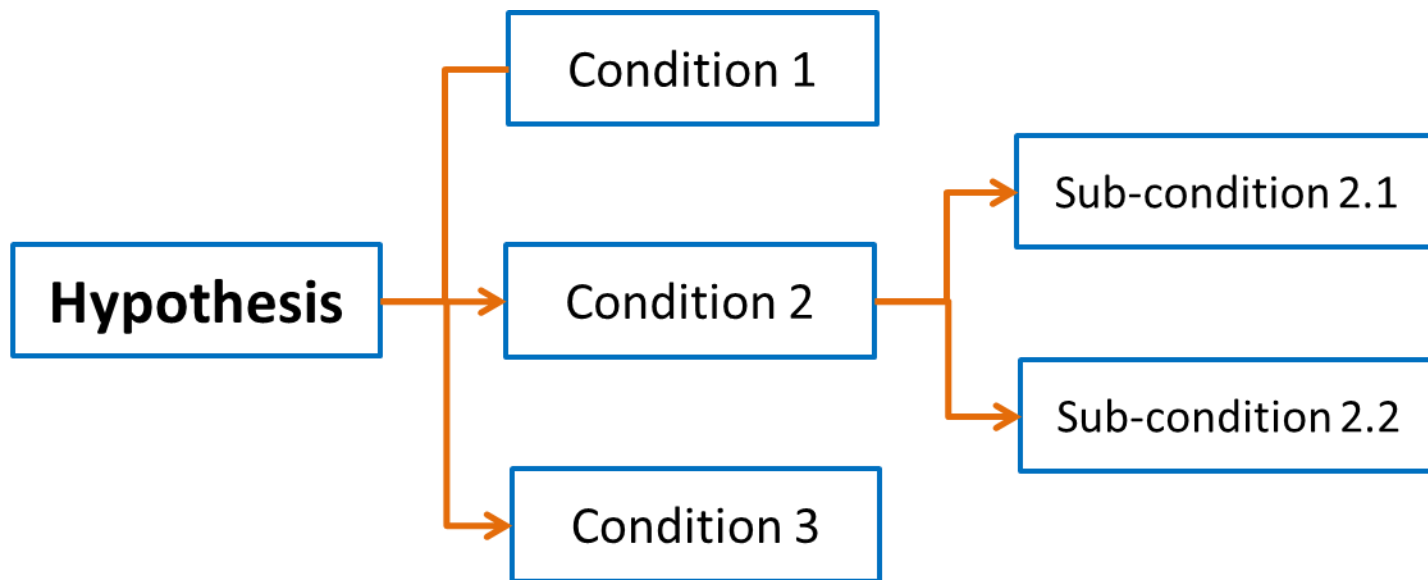 Hypothesis
Condition 1
Condition 2
Condition 3
Sub-condition 2.1
Sub-condition 2.2